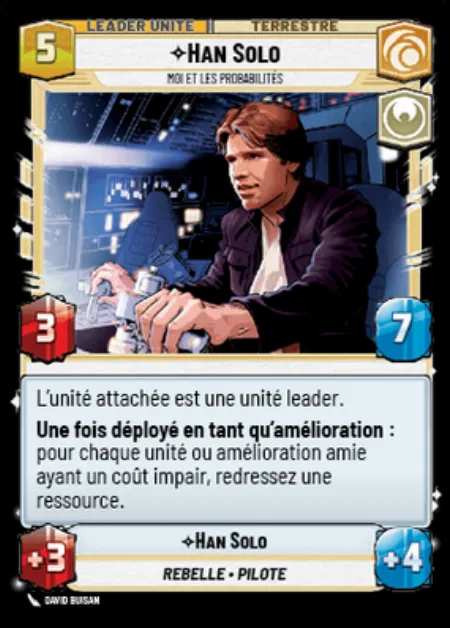 LEADER UNITÉ
TERRESTRE
5
HAN SOLO
MOI ET LES PROBABILITÉS
3
7
L'unité attachée est une unité leader.
Une fois déployé en tant qu'amélioration :
pour chaque unité ou amélioration amie
ayant un coût impair, redressez une
ressource.
+3
HAN SOLO
+4
REBELLE • PILOTE
DAVID BUISAN